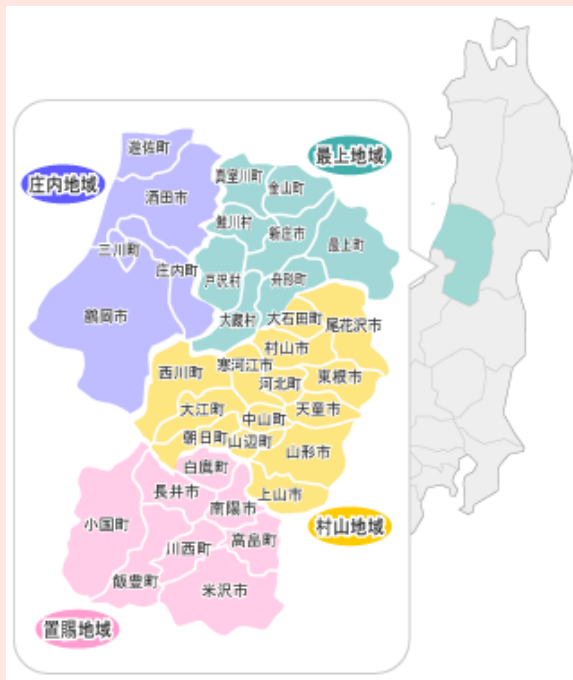 庄内地域
遊佐町
酒田市
三川町
庄内町
鶴岡市
最上地域
真室川町
金山町
鮭川村
新庄市
最上町
戸沢村
舟形町
大蔵村
大石田町
尾花沢市
村山市
寒河江市
西川町
河北町
東根市
大江町
中山町
天童市
朝日町
山辺町
山形市
上山市
村山地域
白鷹町
長井市
南陽市
小国町
川西町
高畠町
飯豊町
米沢市
置賜地域